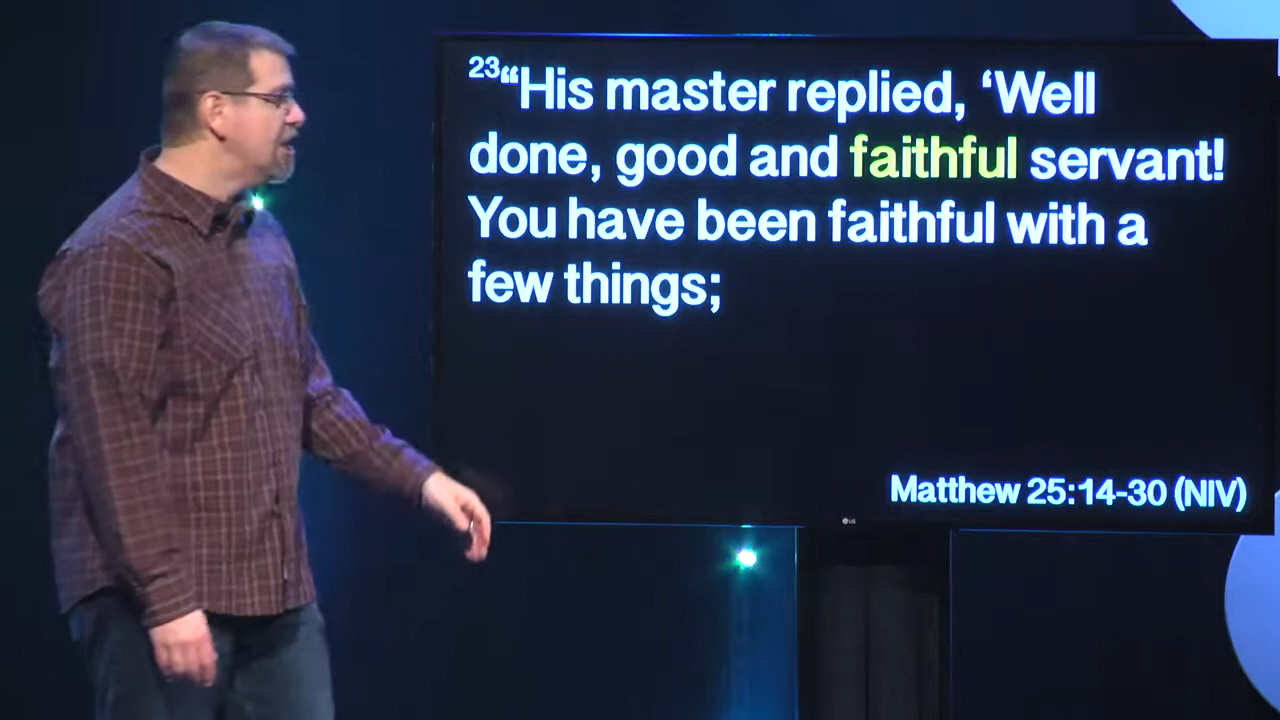 23“His master replied, ‘Well
done, good and faithful servant!
You have been faithful with a
few things;
Matthew 25:14-30 (NIV)
LG